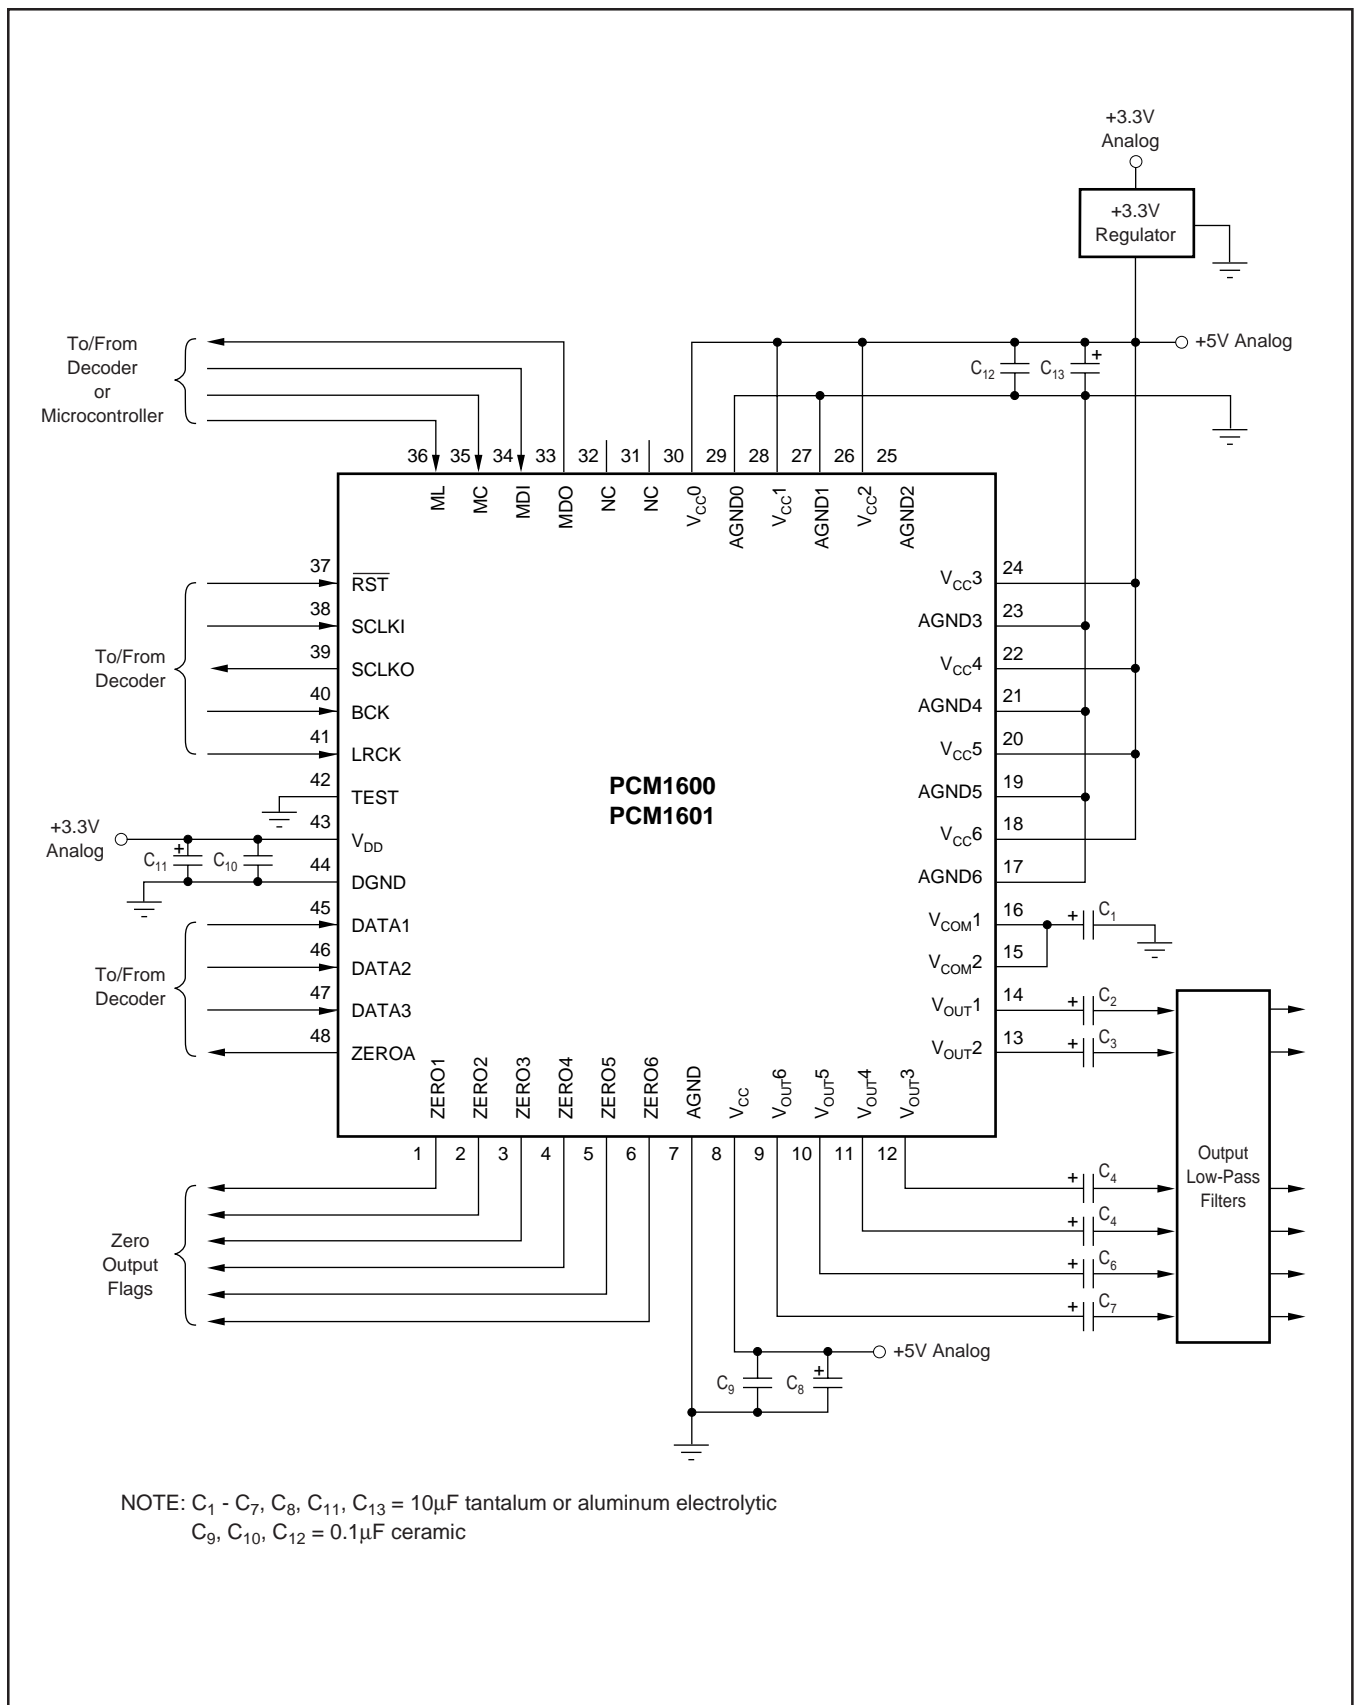 +3.3V
Analog
+3.3V
Regulator
+5V Analog
C12
C13
+
To/From
Decoder
or
Microcontroller
36 35 34 33 32 31 30 29 28 27 26 25
ML MC MDI MDO NC NC VCC0 AGND0 VCC1 AGND1 VCC2 AGND2
To/From
Decoder
37 RST
38 SCLKI
39 SCLKO
40 BCK
41 LRCK
42 TEST
43 VDD
44 DGND
+3.3V
Analog
C11 +
C10
45 DATA1
46 DATA2
47 DATA3
48 ZEROA
To/From
Decoder
PCM1600
PCM1601
VCC3 24
AGND3 23
VCC4 22
AGND4 21
VCC5 20
AGND5 19
VCC6 18
AGND6 17
VCOM1 16 + C1
VCOM2 15
VOUT1 14 + C2
VOUT2 13 + C3
ZERO1 ZERO2 ZERO3 ZERO4 ZERO5 ZERO6 AGND VCC VOUT6 VOUT5 VOUT4 VOUT3
1 2 3 4 5 6 7 8 9 10 11 12
Zero
Output
Flags
+ C4
+ C4
+ C6
+ C7
Output
Low-Pass
Filters
+5V Analog
C9
C8 +
NOTE: C1 - C7, C8, C11, C13 = 10µF tantalum or aluminum electrolytic
C9, C10, C12 = 0.1µF ceramic